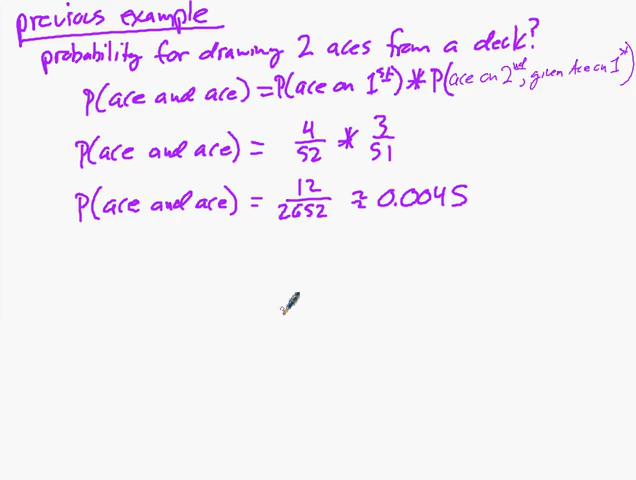 previous example
probability for drawing 2 aces from a deck?
P(ace and ace) = P(ace on 1st) * P(ace on 2nd, given Ace on 1st)
P(ace and ace) = 4/52 * 3/51
P(ace and ace) = 12/2652 ≈ 0.0045